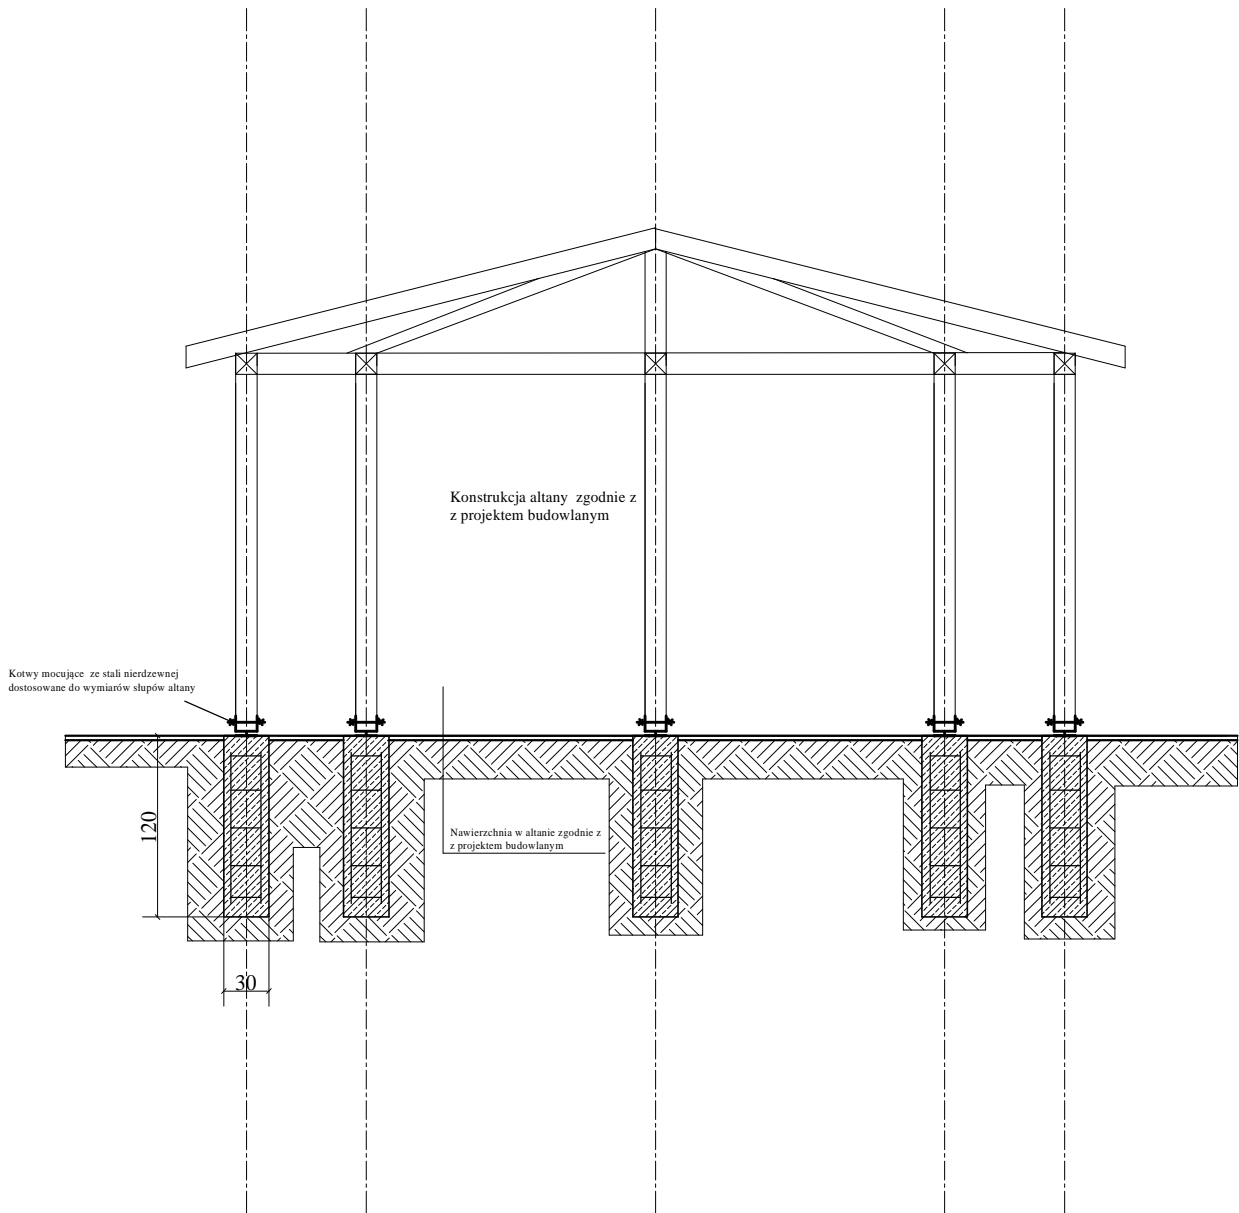 Konstrukcja altany zgodnie z
z projektem budowlanym
Kotwy mocujące ze stali nierdzewnej
dostosowane do wymiarów słupów altany
120
Nawierzchnia w altanie zgodnie z
z projektem budowlanym
30